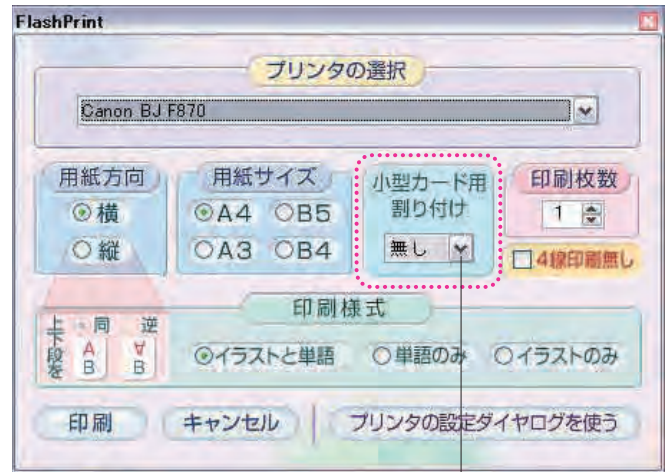 FlashPrint
プリンタの選択
Canon BJ F870
用紙方向
横
縦
用紙サイズ
A4 B5
A3 B4
小型カード用
割り付け
無し
印刷枚数
1
4線印刷無し
上下段を
同 逆
A A
B B
印刷様式
イラストと単語 単語のみ イラストのみ
印刷 キャンセル プリンタの設定ダイヤログを使う